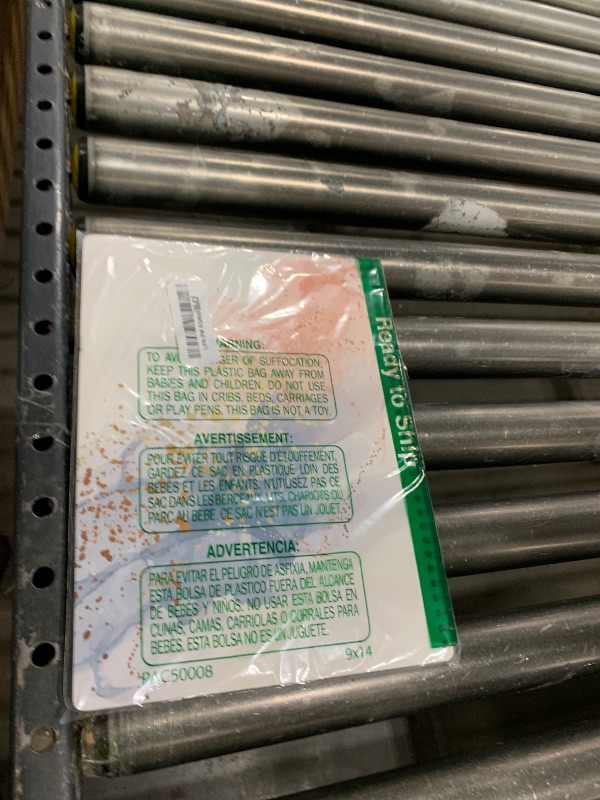 Ready to Ship
WARNING:
TO AVOID DANGER OF SUFFOCATION,
KEEP THIS PLASTIC BAG AWAY FROM
BABIES AND CHILDREN. DO NOT USE
THIS BAG IN CRIBS, BEDS, CARRIAGES
OR PLAY PENS. THIS BAG IS NOT A TOY.
AVERTISSEMENT:
POUR ÉVITER TOUT RISQUE D'ÉTOUFFEMENT,
GARDEZ CE SAC EN PLASTIQUE LOIN DES
BÉBÉS ET LES ENFANTS. N'UTILISEZ PAS CE
SAC DANS LES BERCEAUX, LITS, CHARIOTS OU
PARC AU BÉBÉ. CE SAC N'EST PAS UN JOUET.
ADVERTENCIA:
PARA EVITAR EL PELIGRO DE ASFIXIA, MANTENGA
ESTA BOLSA DE PLASTICO FUERA DEL ALCANCE
DE BEBES Y NIÑOS. NO USAR ESTA BOLSA EN
CUNAS, CAMAS, CARRIOLAS O CORRALES PARA
BEBÉS. ESTA BOLSA NO ES UN JUGUETE.
PAC50008
9x14